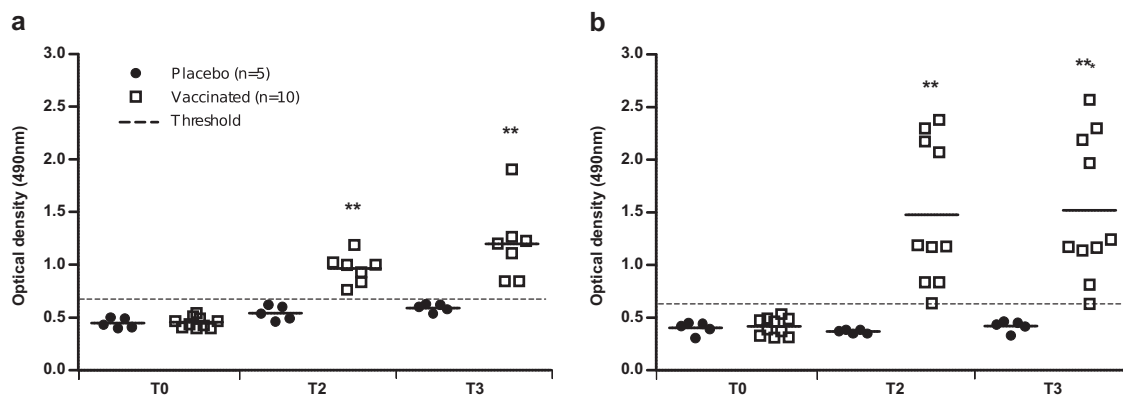 a
3.0
2.5
2.0
1.5
1.0
0.5
0.0
Optical density (490nm)
Placebo (n=5)
Vaccinated (n=10)
Threshold
**
**
T0 T2 T3
b
3.0
2.5
2.0
1.5
1.0
0.5
0.0
Optical density (490nm)
**
***
T0 T2 T3